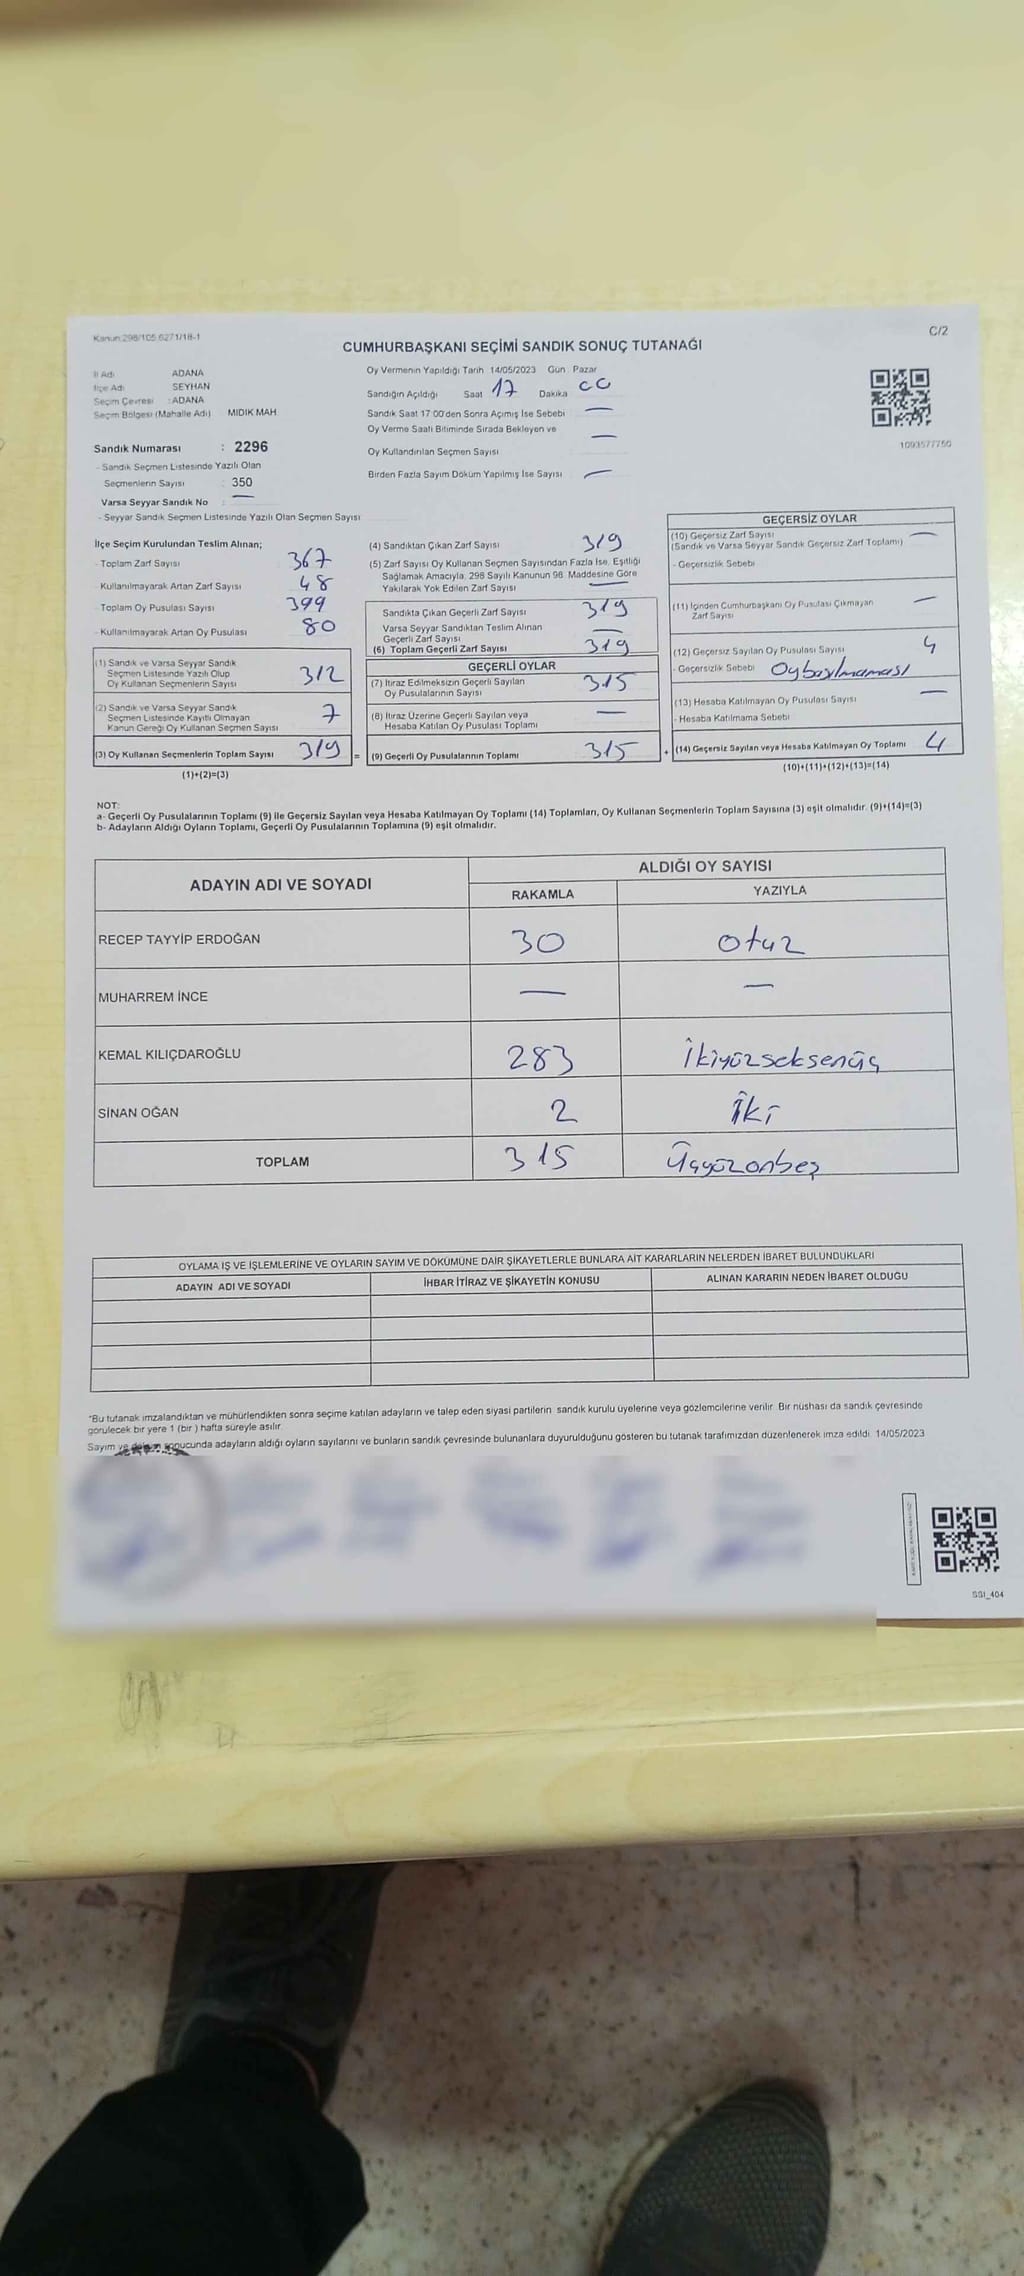 Kanun:298/105,6271/18-1
C/2
CUMHURBAŞKANI SEÇİMİ SANDIK SONUÇ TUTANAĞI
İl Adı : ADANA
İlçe Adı : SEYHAN
Seçim Çevresi : ADANA
Seçim Bölgesi (Mahalle Adı) MIDIK MAH
Sandık Numarası : 2296
- Sandık Seçmen Listesinde Yazılı Olan
Seçmenlerin Sayısı : 350
Varsa Seyyar Sandık No : —
- Seyyar Sandık Seçmen Listesinde Yazılı Olan Seçmen Sayısı
Oy Vermenin Yapıldığı Tarih 14/05/2023 Gün Pazar
Sandığın Açıldığı Saat 17 Dakika 00
Sandık Saat 17:00'den Sonra Açmış İse Sebebi —
Oy Verme Saati Bitiminde Sırada Bekleyen ve
Oy Kullandırılan Seçmen Sayısı —
Birden Fazla Sayım Döküm Yapılmış İse Sayısı —
1093577750
İlçe Seçim Kurulundan Teslim Alınan;
- Toplam Zarf Sayısı 367
- Kullanılmayarak Artan Zarf Sayısı 48
- Toplam Oy Pusulası Sayısı 399
- Kullanılmayarak Artan Oy Pusulası 80
(1) Sandık ve Varsa Seyyar Sandık
Seçmen Listesinde Yazılı Olup
Oy Kullanan Seçmenlerin Sayısı 312
(2) Sandık ve Varsa Seyyar Sandık
Seçmen Listesinde Kayıtlı Olmayan
Kanun Gereği Oy Kullanan Seçmen Sayısı 7
(3) Oy Kullanan Seçmenlerin Toplam Sayısı 319
(1)+(2)=(3)
(4) Sandıktan Çıkan Zarf Sayısı 319
(5) Zarf Sayısı Oy Kullanan Seçmen Sayısından Fazla İse, Eşitliği
Sağlamak Amacıyla, 298 Sayılı Kanunun 98. Maddesine Göre
Yakılarak Yok Edilen Zarf Sayısı —
Sandıkta Çıkan Geçerli Zarf Sayısı 319
Varsa Seyyar Sandıktan Teslim Alınan
Geçerli Zarf Sayısı —
(6) Toplam Geçerli Zarf Sayısı 319
GEÇERLİ OYLAR
(7) İtiraz Edilmeksizin Geçerli Sayılan
Oy Pusulalarının Sayısı 315
(8) İtiraz Üzerine Geçerli Sayılan veya
Hesaba Katılan Oy Pusulası Toplamı —
= (9) Geçerli Oy Pusulalarının Toplamı 315
GEÇERSİZ OYLAR
(10) Geçersiz Zarf Sayısı —
(Sandık ve Varsa Seyyar Sandık Geçersiz Zarf Toplamı)
- Geçersizlik Sebebi
(11) İçinden Cumhurbaşkanı Oy Pusulası Çıkmayan —
Zarf Sayısı
(12) Geçersiz Sayılan Oy Pusulası Sayısı 4
- Geçersizlik Sebebi Oy basılmaması
(13) Hesaba Katılmayan Oy Pusulası Sayısı —
- Hesaba Katılmama Sebebi
+ (14) Geçersiz Sayılan veya Hesaba Katılmayan Oy Toplamı 4
(10)+(11)+(12)+(13)=(14)
NOT:
a- Geçerli Oy Pusulalarının Toplamı (9) ile Geçersiz Sayılan veya Hesaba Katılmayan Oy Toplamı (14) Toplamları, Oy Kullanan Seçmenlerin Toplam Sayısına (3) eşit olmalıdır. (9)+(14)=(3)
b- Adayların Aldığı Oyların Toplamı, Geçerli Oy Pusulalarının Toplamına (9) eşit olmalıdır.
ADAYIN ADI VE SOYADI
ALDIĞI OY SAYISI
RAKAMLA YAZIYLA
RECEP TAYYİP ERDOĞAN 30 Otuz
MUHARREM İNCE — —
KEMAL KILIÇDAROĞLU 283 İkiyüzseksenüç
SİNAN OĞAN 2 İki
TOPLAM 315 Üçyüzonbeş
OYLAMA İŞ VE İŞLEMLERİNE VE OYLARIN SAYIM VE DÖKÜMÜNE DAİR ŞİKAYETLERLE BUNLARA AİT KARARLARIN NELERDEN İBARET BULUNDUKLARI
ADAYIN ADI VE SOYADI İHBAR İTİRAZ VE ŞİKAYETİN KONUSU ALINAN KARARIN NEDEN İBARET OLDUĞU
*Bu tutanak imzalandıktan ve mühürlendikten sonra seçime katılan adayların ve talep eden siyasi partilerin sandık kurulu üyelerine veya gözlemcilerine verilir. Bir nüshası da sandık çevresinde
görülecek bir yere 1 (bir) hafta süreyle asılır.
Sayım ve döküm sonucunda adayların aldığı oyların sayılarını ve bunların sandık çevresinde bulunanlara duyurulduğunu gösteren bu tutanak tarafımızdan düzenlenerek imza edildi. 14/05/2023
SSI_404